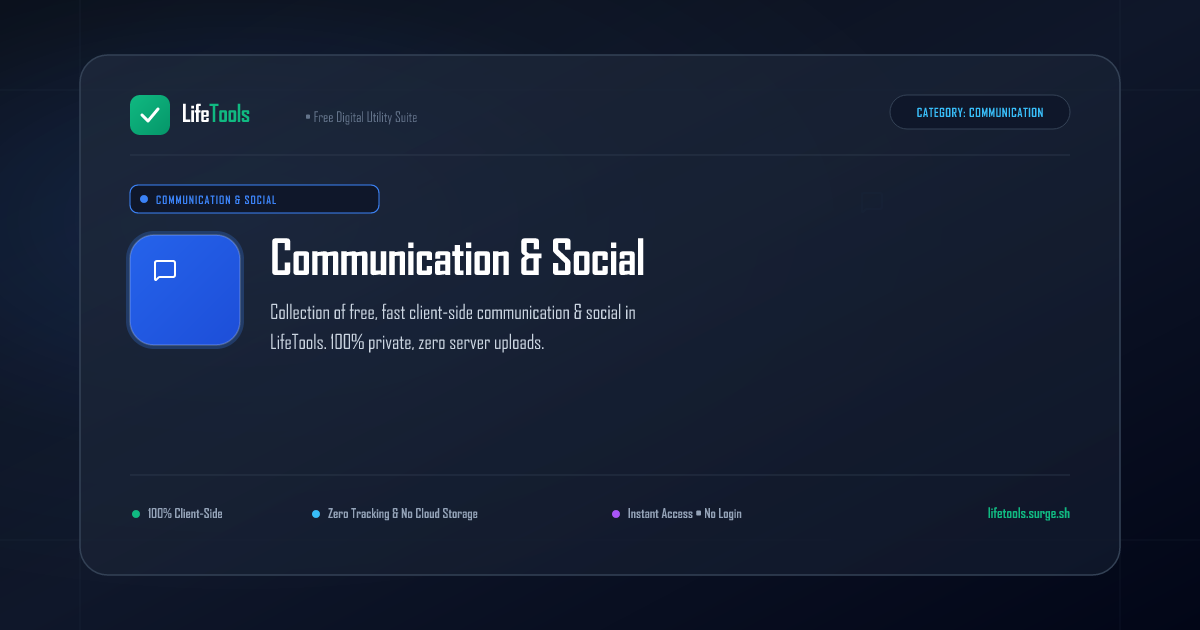 LifeTools
▪ Free Digital Utility Suite
CATEGORY: COMMUNICATION
COMMUNICATION & SOCIAL
Communication & Social
Collection of free, fast client-side communication & social in
LifeTools. 100% private, zero server uploads.
100% Client-Side
Zero Tracking & No Cloud Storage
Instant Access ▪ No Login
lifetools.surge.sh